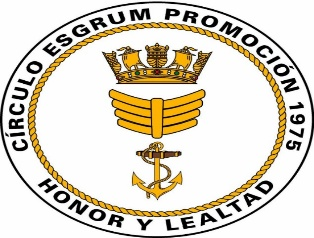 CÍRCULO ESGRUM PROMOCIÓN 1975
HONOR Y LEALTAD